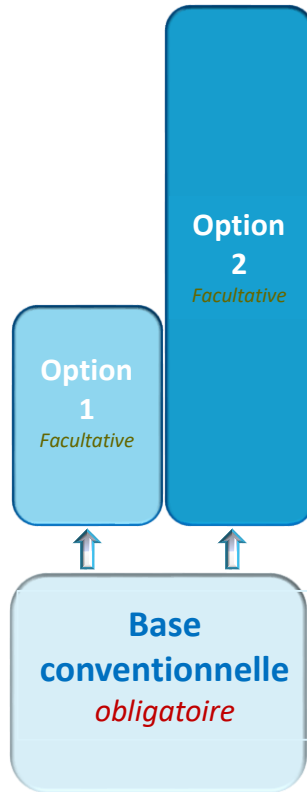 Option
2
Facultative
Option
1
Facultative
Base
conventionnelle
obligatoire